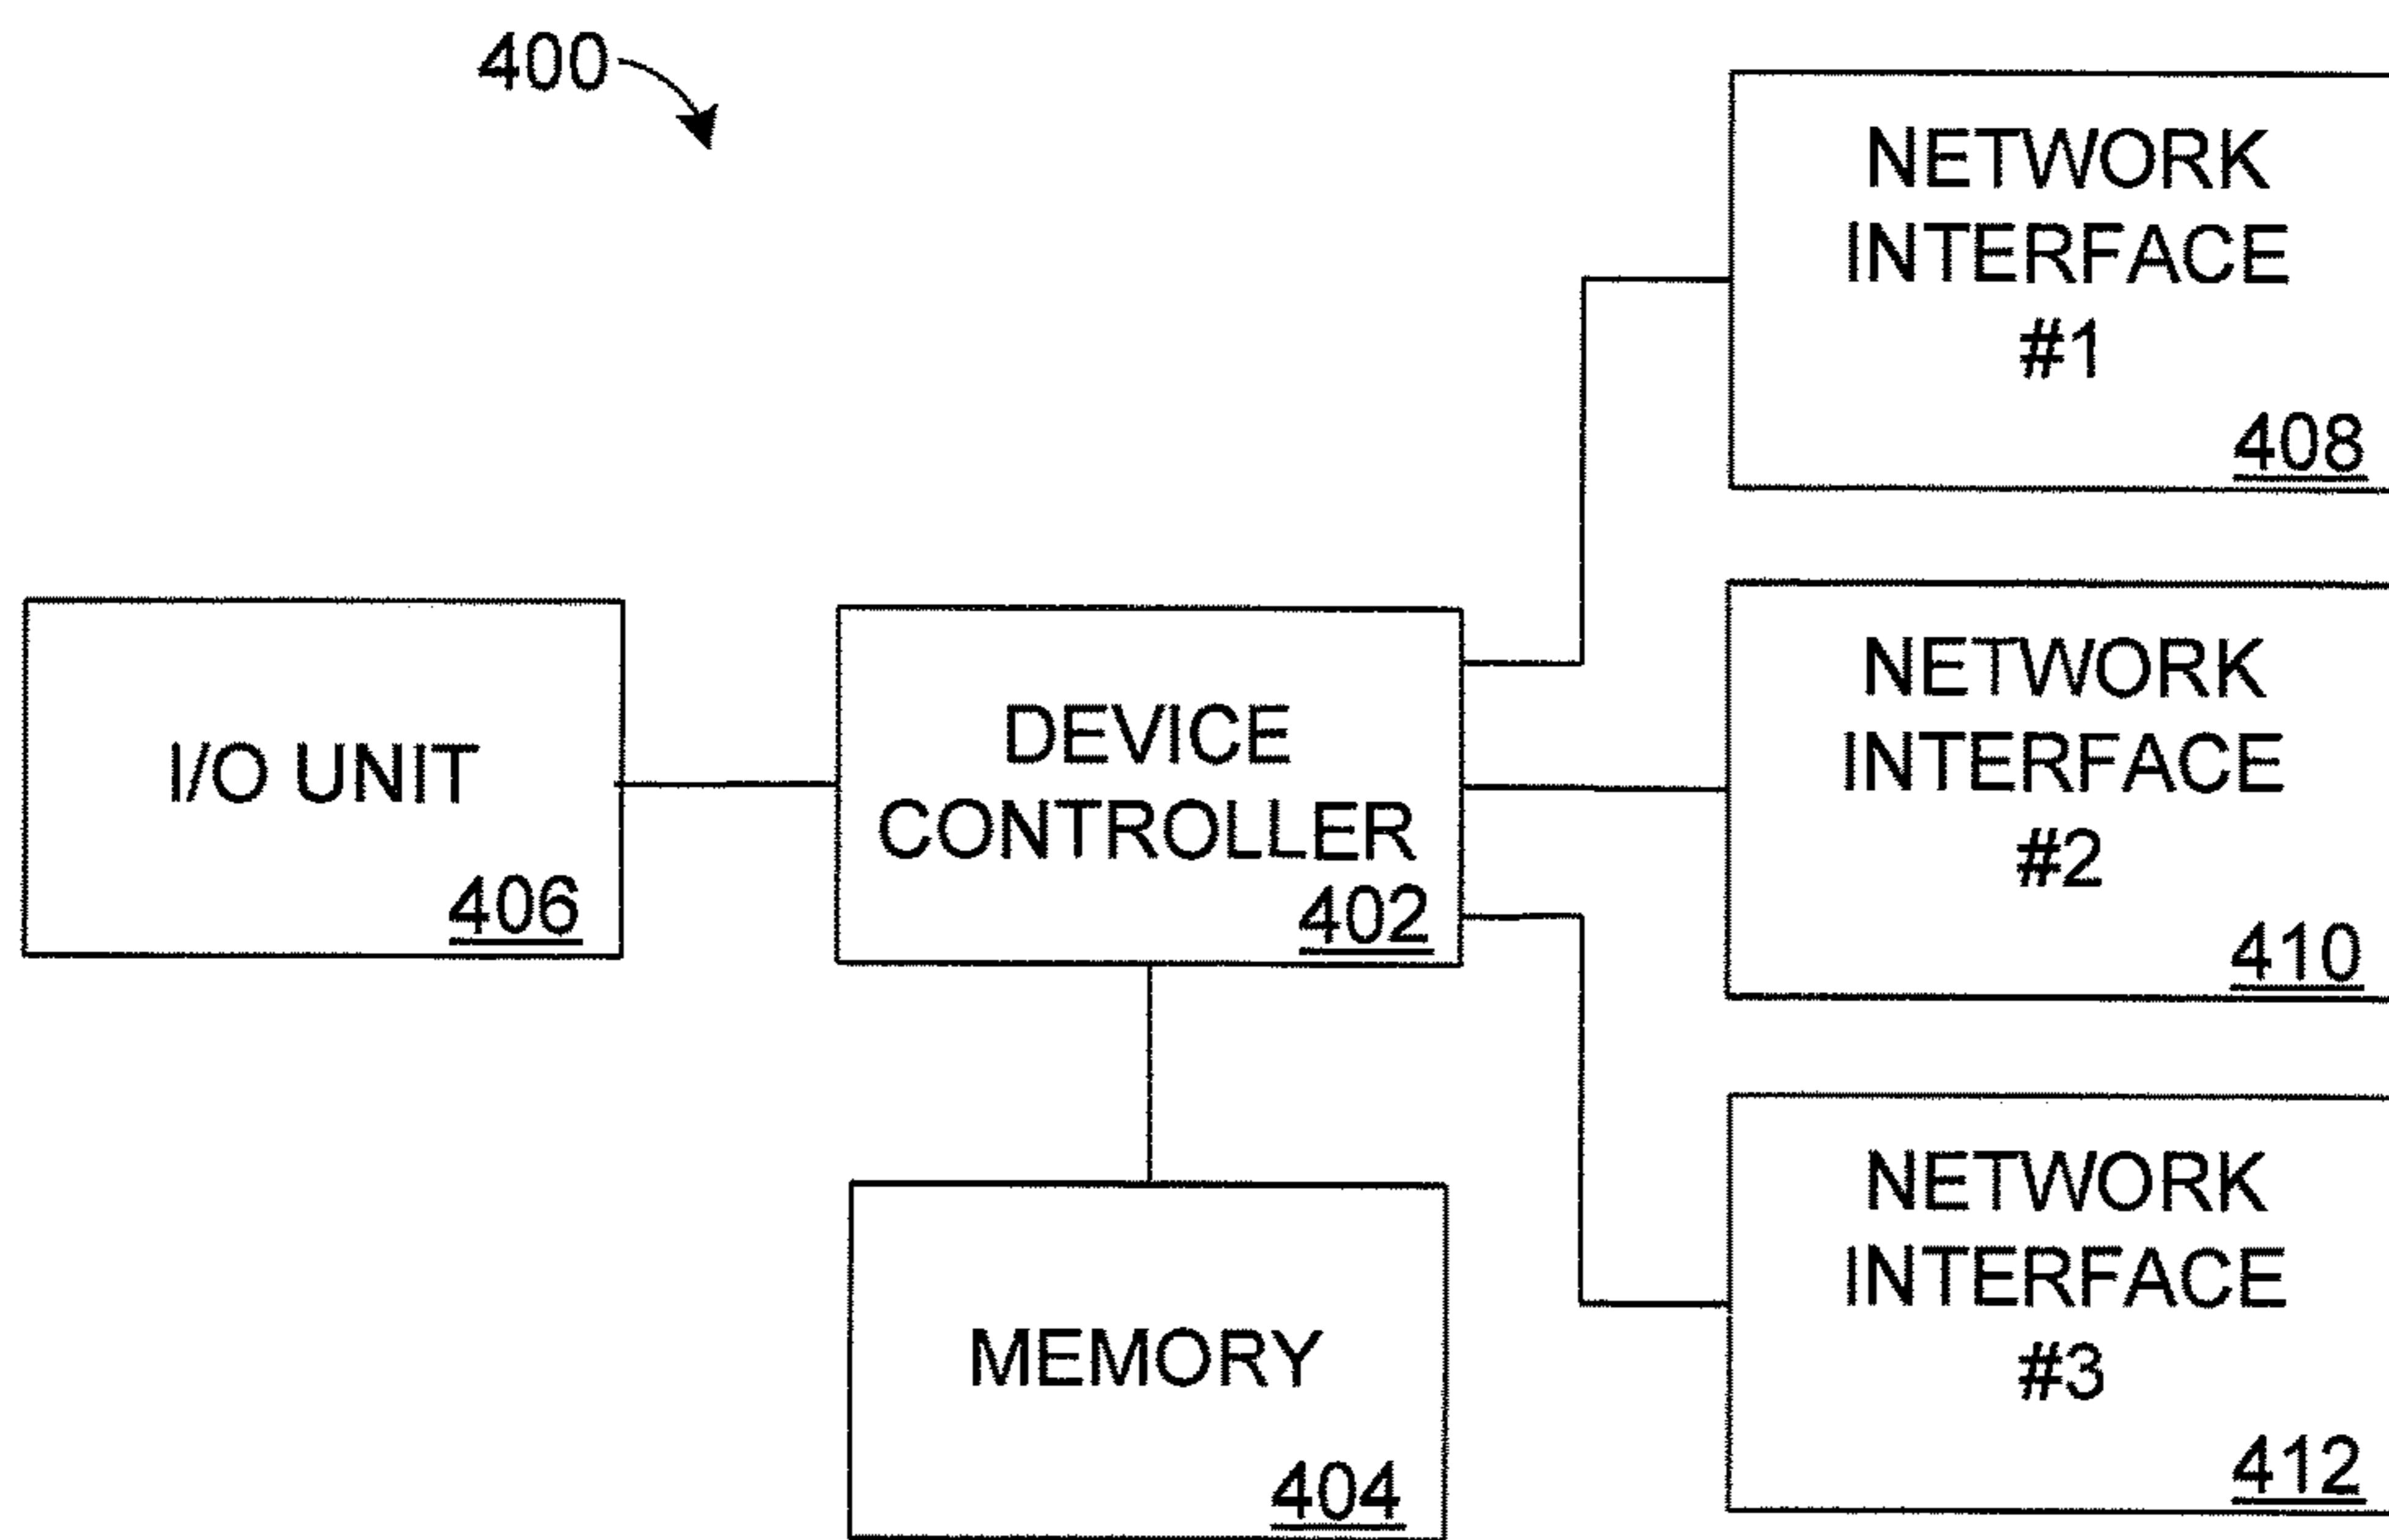 400
NETWORK
INTERFACE
#1
408
I/O UNIT
406
DEVICE
CONTROLLER
402
NETWORK
INTERFACE
#2
410
MEMORY
404
NETWORK
INTERFACE
#3
412